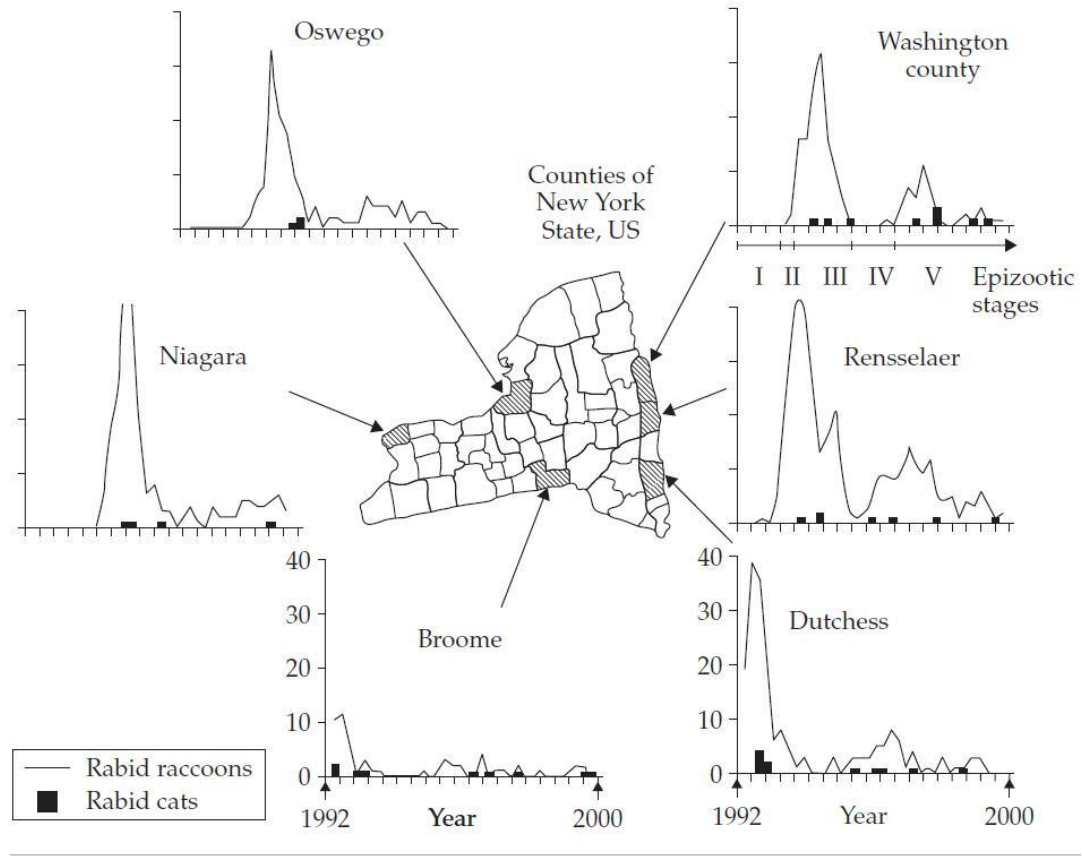 Oswego
Washington
county
Counties of
New York
State, US
I II III IV V Epizootic
stages
Niagara
Rensselaer
40
30
20
10
0
Broome
1992 Year 2000
40
30
20
10
0
Dutchess
1992 Year 2000
Rabid raccoons
Rabid cats